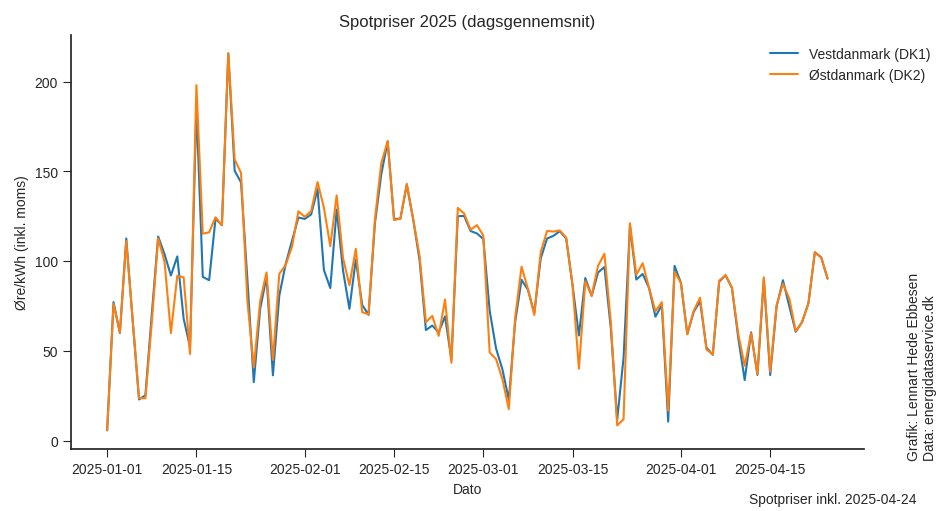 Spotpriser 2025 (dagsgennemsnit)
Vestdanmark (DK1)
Østdanmark (DK2)
Øre/kWh (inkl. moms)
200
150
100
50
0
2025-01-01
2025-01-15
2025-02-01
2025-02-15
2025-03-01
2025-03-15
2025-04-01
2025-04-15
Dato
Grafik: Lennart Hede Ebbesen
Data: energidataservice.dk
Spotpriser inkl. 2025-04-24